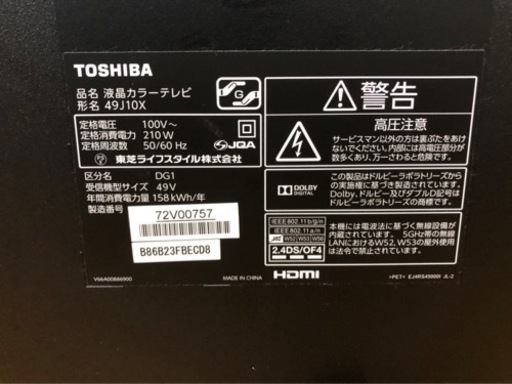 TOSHIBA
品名 液晶カラーテレビ
形名 49J10X
定格電圧 100V~
定格消費電力 210W
定格周波数 50/60 Hz
G
JQA
東芝ライフスタイル株式会社
区分名 DG1
受信機型サイズ 49V
年間消費電力量 158 kWh/年
製造番号
72V00757
B86B23FBECD8
V66A00B86900
MADE IN CHINA
警告
高圧注意
サービスマン以外の方は裏ぶたをあけ
ないでください。内部には高電圧部分が
数多くあり、万一さわると危険です。
DOLBY
DIGITAL
この製品はドルビーラボラトリーズから
の実施権に基づき製造されています。
Dolby、ドルビー及びダブルD記号は
ドルビーラボラトリーズの商標です。
IEEE802.11b/g/n
IEEE802.11a/n
W52 W53 W56
2.4DS/OF4
本機には電波法に基づく無線設備が
内蔵されています。5GHz帯の無線
LANにおけるW52, W53の屋外使用
は法令で禁止されています。
HDMI
>PET< EJ4RS49000I JL-2